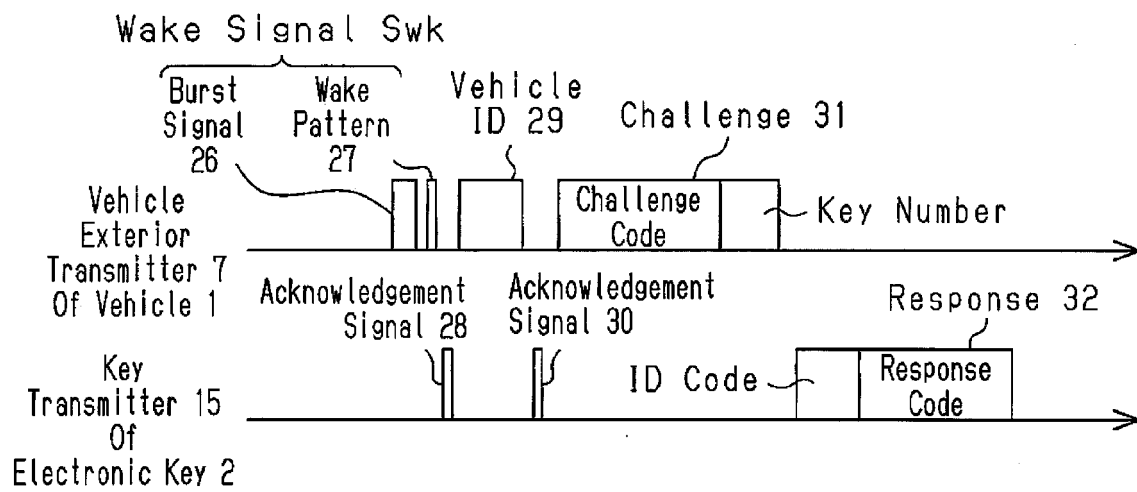 Wake Signal Swk
Burst
Signal
26
Wake
Pattern
27
Vehicle
ID 29
Challenge 31
Vehicle
Exterior
Transmitter 7
Of Vehicle 1
Challenge
Code
Key Number
Acknowledgement
Signal 28
Acknowledgement
Signal 30
Response 32
Key
Transmitter 15
Of
Electronic Key 2
ID Code
Response
Code